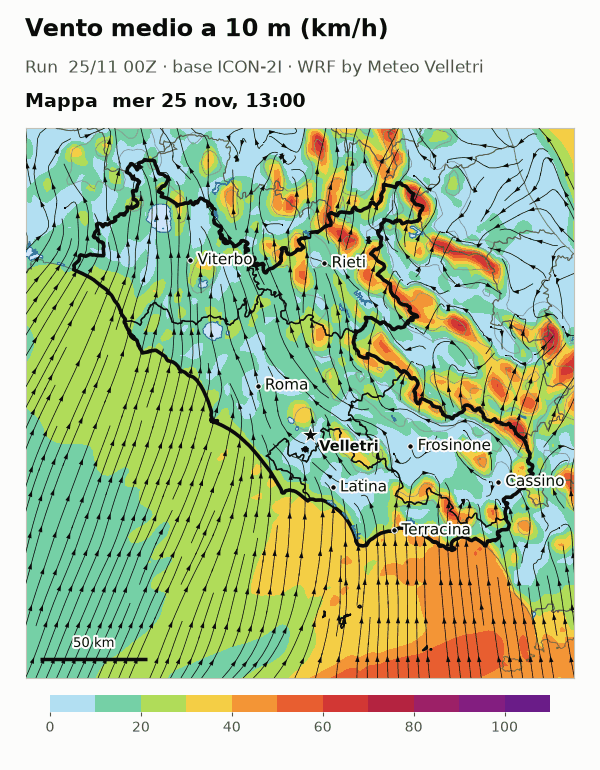 Vento medio a 10 m (km/h)
Run 25/11 00Z · base ICON-2I · WRF by Meteo Velletri
Mappa mer 25 nov, 13:00
Viterbo
Rieti
Roma
Velletri
Frosinone
Latina
Cassino
Terracina
50 km
0 20 40 60 80 100